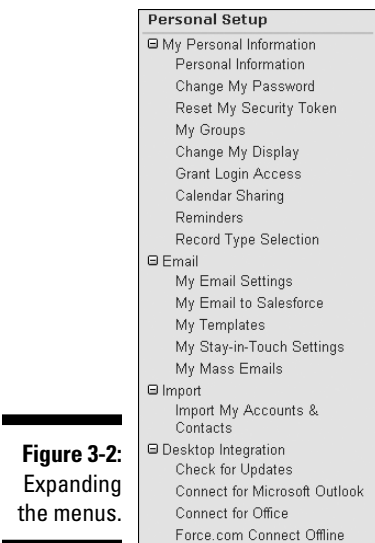 Personal Setup
My Personal Information
Personal Information
Change My Password
Reset My Security Token
My Groups
Change My Display
Grant Login Access
Calendar Sharing
Reminders
Record Type Selection
Email
My Email Settings
My Email to Salesforce
My Templates
My Stay-in-Touch Settings
My Mass Emails
Import
Import My Accounts &
Contacts
Desktop Integration
Check for Updates
Connect for Microsoft Outlook
Connect for Office
Force.com Connect Offline
Figure 3-2:
Expanding
the menus.